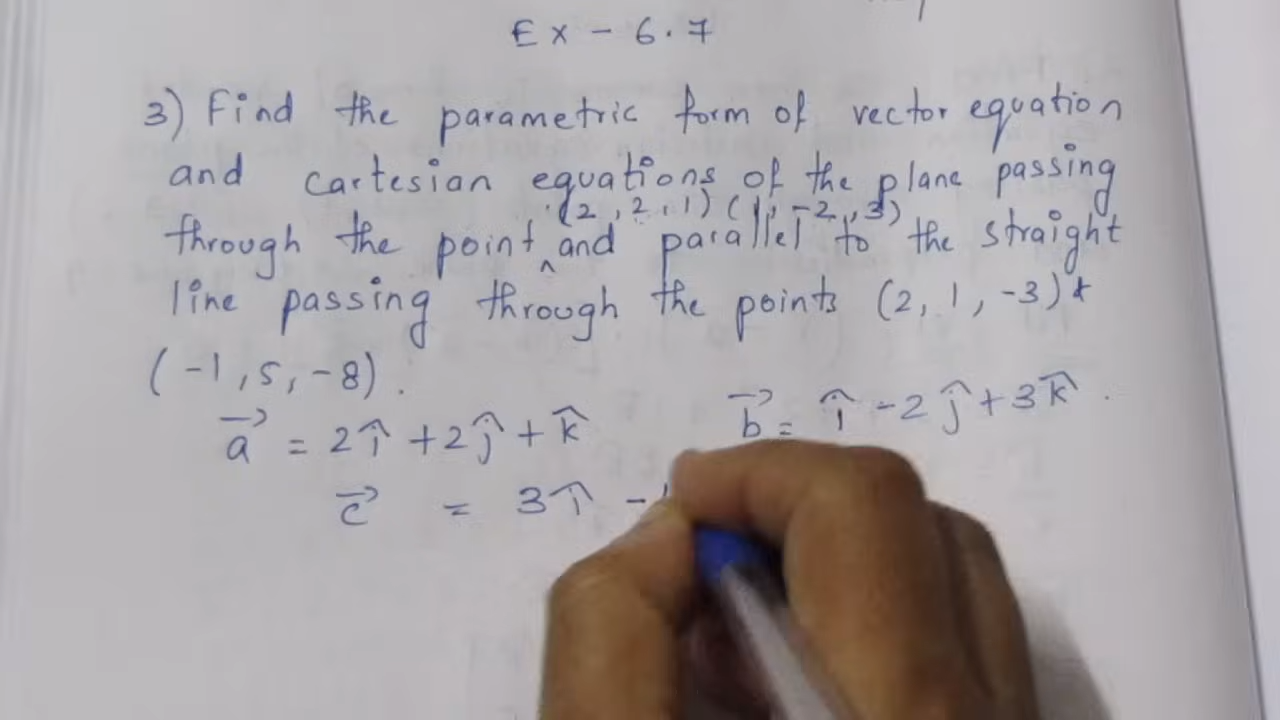 Ex - 6.7
3) Find the parametric form of vector equation
and cartesian equations of the plane passing
(2, 2, 1) (1, -2, 3)
through the point ^ and parallel to the straight
line passing through the points (2, 1, -3) &
(-1, 5, -8).
a⃗ = 2î + 2ĵ + k̂ b⃗ = î - 2ĵ + 3k̂.
c⃗ = 3î -